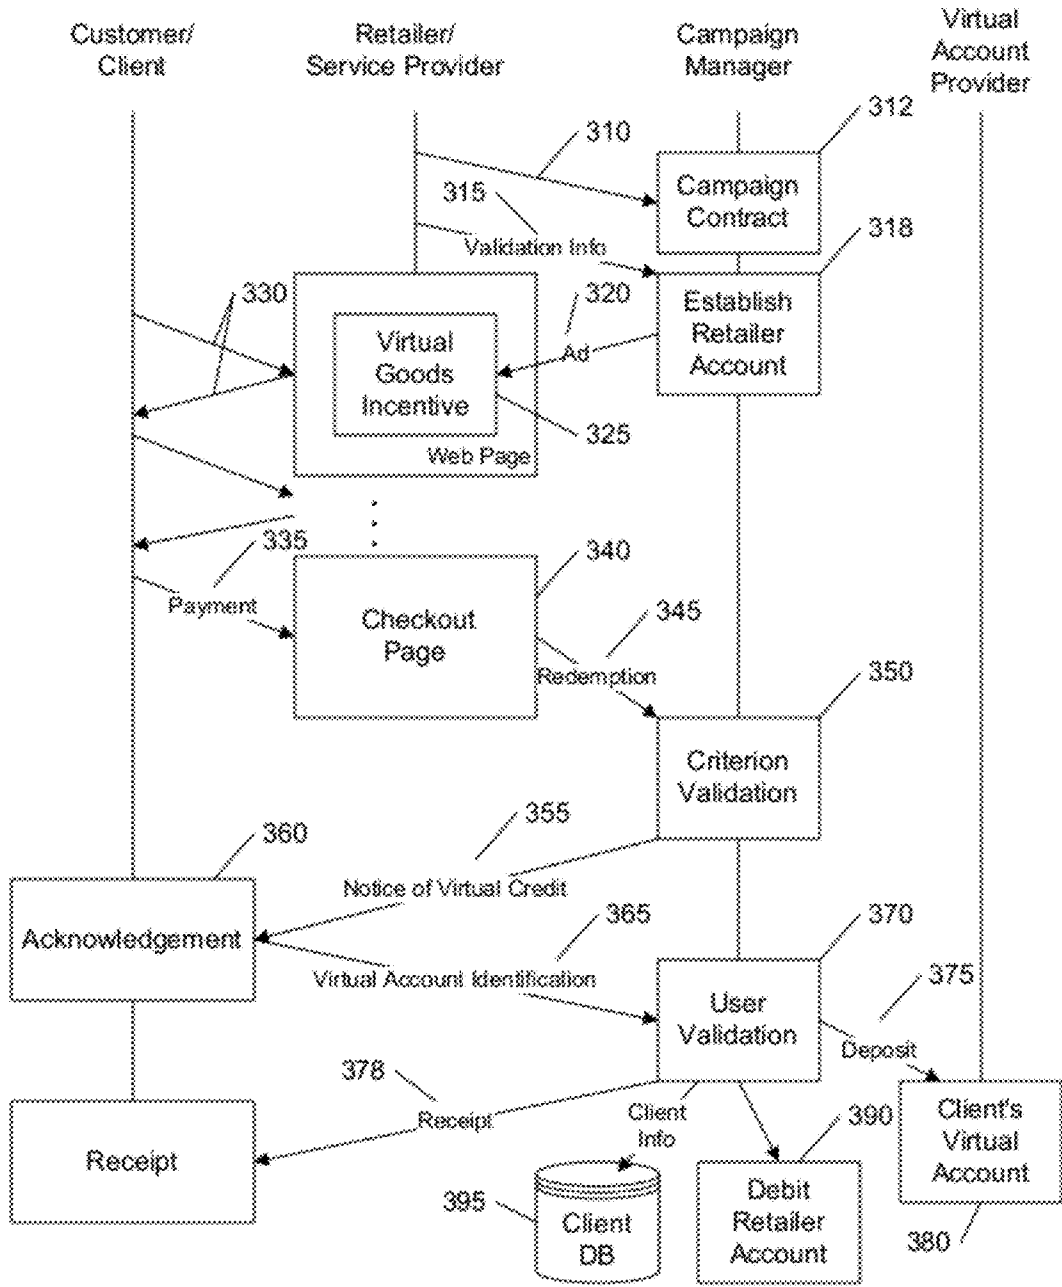 Customer/
Client
Retailer/
Service Provider
Campaign
Manager
Virtual
Account
Provider
310
312
Campaign
Contract
315
Validation Info
318
330
320
Establish
Retailer
Account
Virtual
Goods
Incentive
Ad
325
Web Page
335
340
Payment
Checkout
Page
345
Redemption
350
Criterion
Validation
355
360
Notice of Virtual Credit
365
370
Acknowledgement
Virtual Account Identification
375
User
Validation
Deposit
378
Receipt
Client
Info
390
Client's
Virtual
Account
Receipt
395
Client
DB
Debit
Retailer
Account
380